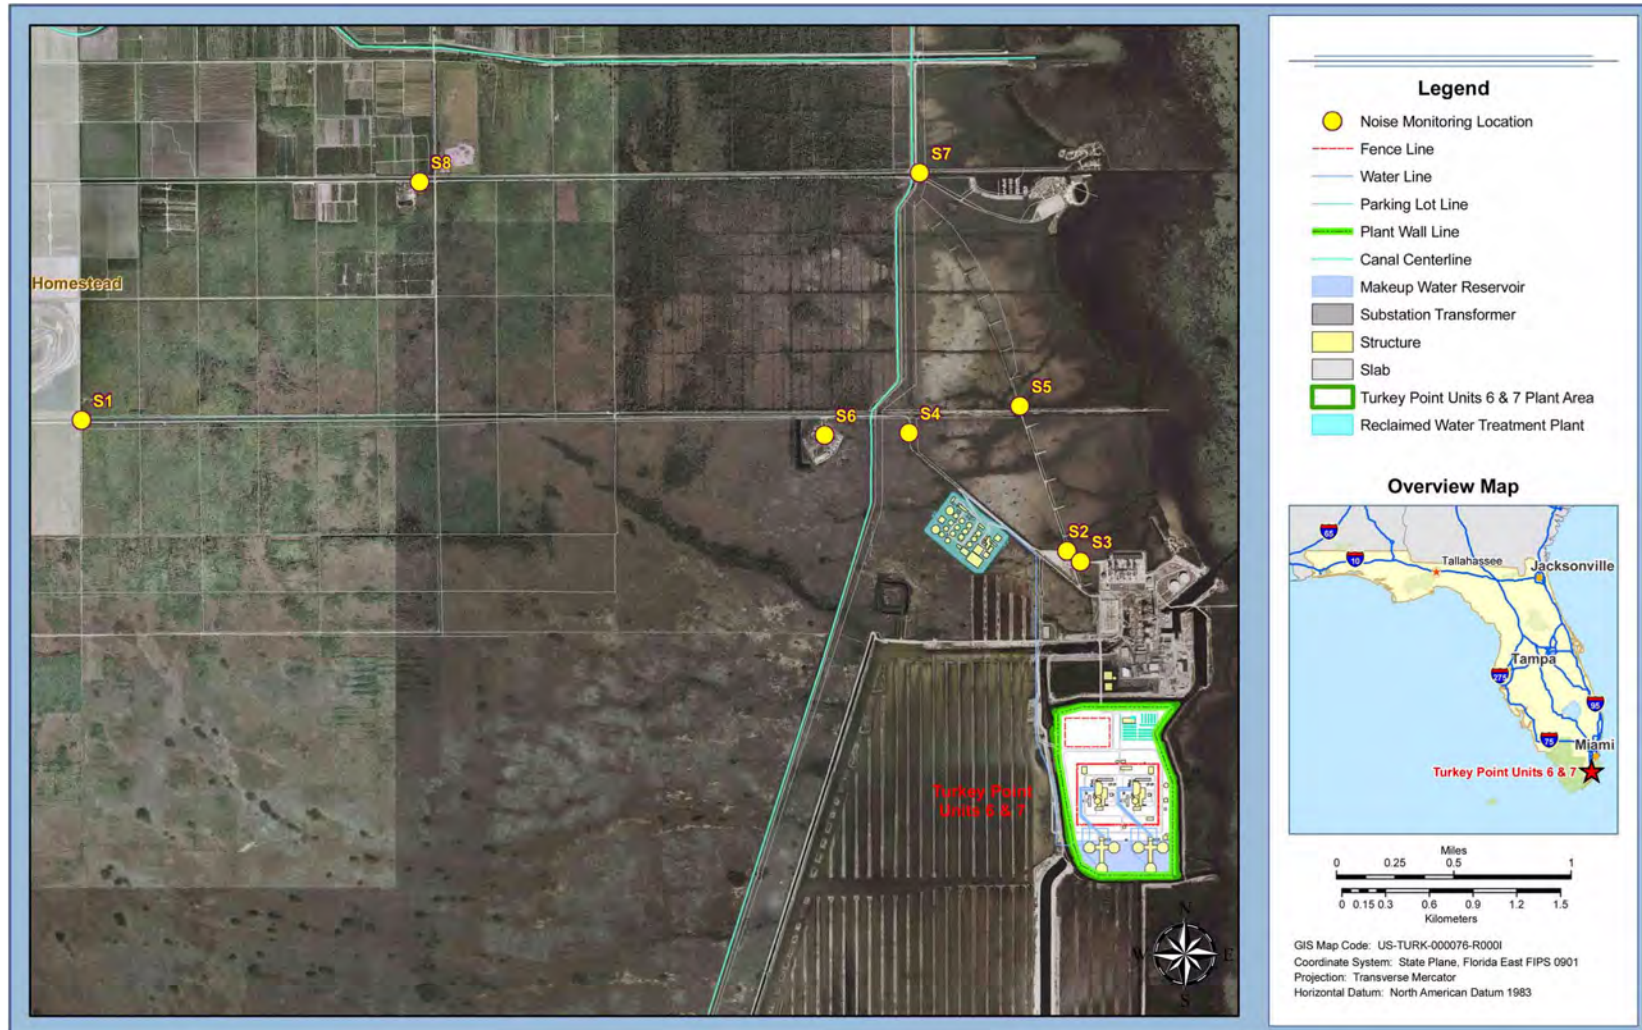 S8
S7
Homestead
S1
S6
S4
S5
S2
S3
Turkey Point
Units 6 & 7
N
W
E
S
Legend
Noise Monitoring Location
Fence Line
Water Line
Parking Lot Line
Plant Wall Line
Canal Centerline
Makeup Water Reservoir
Substation Transformer
Structure
Slab
Turkey Point Units 6 & 7 Plant Area
Reclaimed Water Treatment Plant
Overview Map
65
10
Tallahassee
Jacksonville
Tampa
275
95
75
Miami
Turkey Point Units 6 & 7
Miles
0 0.25 0.5 1
0 0.15 0.3 0.6 0.9 1.2 1.5
Kilometers
GIS Map Code: US-TURK-000076-R000I
Coordinate System: State Plane, Florida East FIPS 0901
Projection: Transverse Mercator
Horizontal Datum: North American Datum 1983